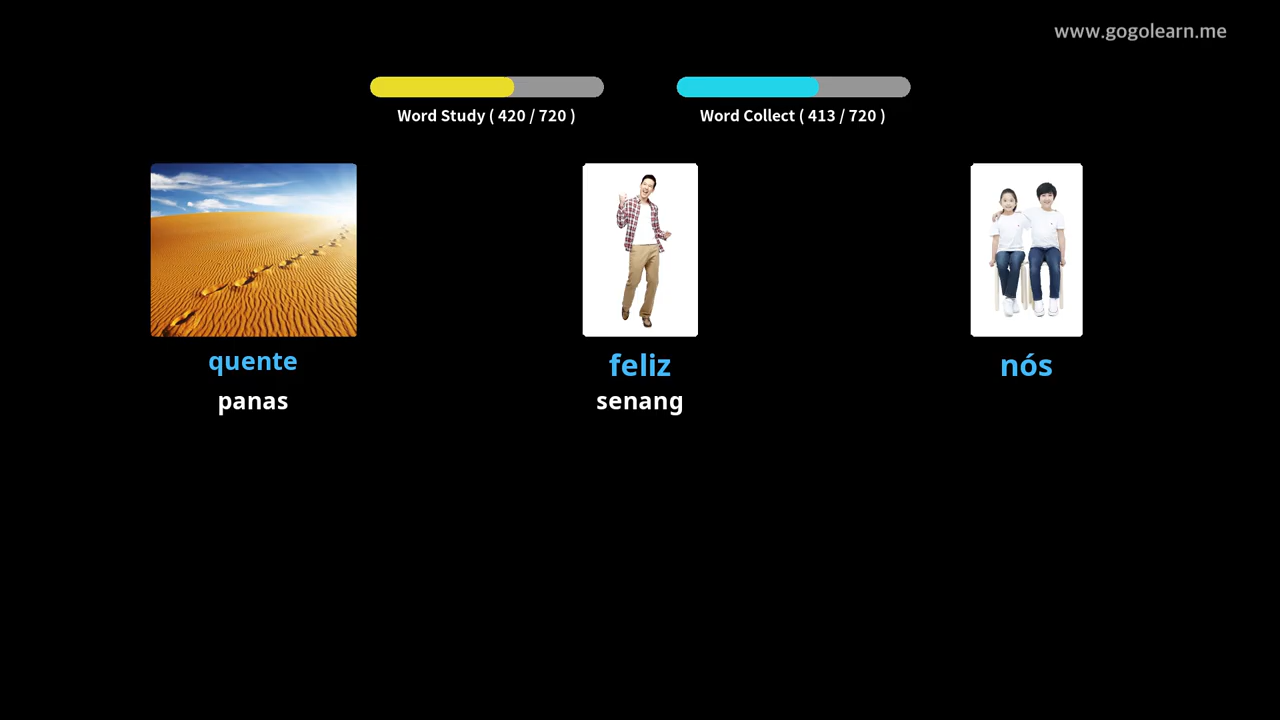 www.gogolearn.me
Word Study ( 420 / 720 )
Word Collect ( 413 / 720 )
quente
feliz
nós
panas
senang